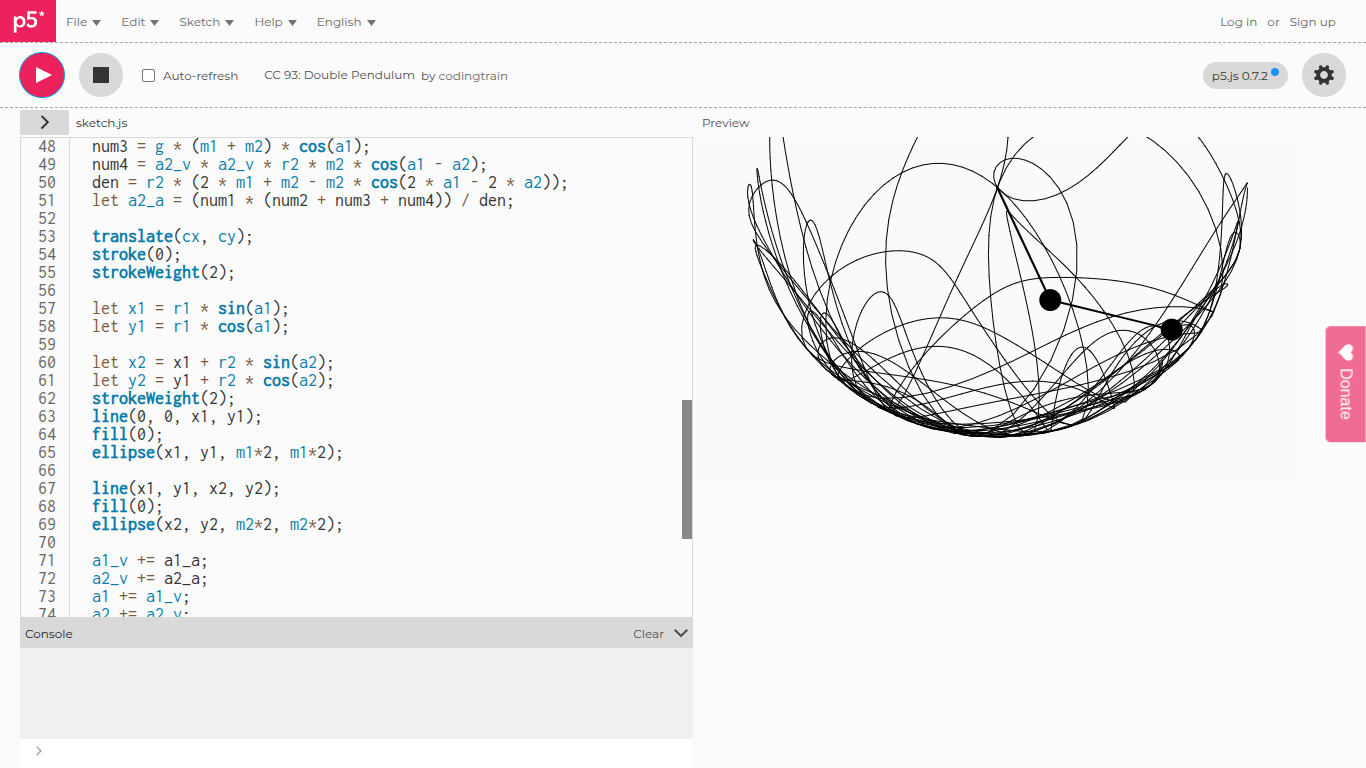 p5*
File Edit Sketch Help English Log in or Sign up
Auto-refresh CC 93: Double Pendulum by codingtrain p5.js 0.7.2
sketch.js
Preview
48 num3 = g * (m1 + m2) * cos(a1);
49 num4 = a2_v * a2_v * r2 * m2 * cos(a1 - a2);
50 den = r2 * (2 * m1 + m2 - m2 * cos(2 * a1 - 2 * a2));
51 let a2_a = (num1 * (num2 + num3 + num4)) / den;
52
53 translate(cx, cy);
54 stroke(0);
55 strokeWeight(2);
56
57 let x1 = r1 * sin(a1);
58 let y1 = r1 * cos(a1);
59
60 let x2 = x1 + r2 * sin(a2);
61 let y2 = y1 + r2 * cos(a2);
62 strokeWeight(2);
63 line(0, 0, x1, y1);
64 fill(0);
65 ellipse(x1, y1, m1*2, m1*2);
66
67 line(x1, y1, x2, y2);
68 fill(0);
69 ellipse(x2, y2, m2*2, m2*2);
70
71 a1_v += a1_a;
72 a2_v += a2_a;
73 a1 += a1_v;
74 a2 += a2_v;
Console Clear
>
Donate